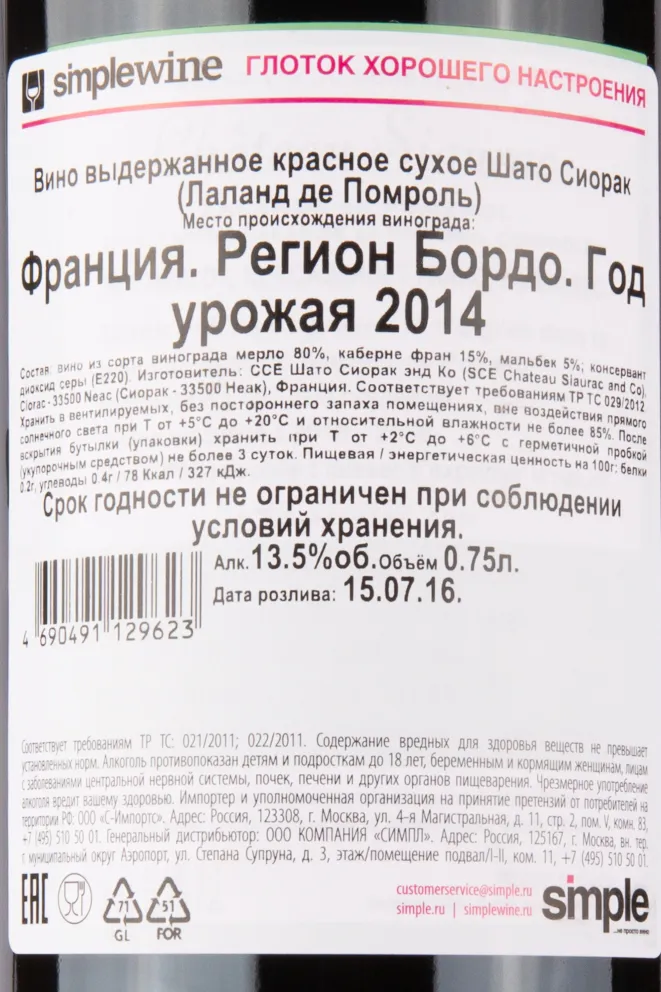 simplewine ГЛОТОК ХОРОШЕГО НАСТРОЕНИЯ
Вино выдержанное красное сухое Шато Сиорак
(Лаланд де Помроль)
Место происхождения винограда:
Франция. Регион Бордо. Год
урожая 2014
Состав: вино из сорта винограда мерло 80%, каберне фран 15%, мальбек 5%; консервант
диоксид серы (Е220). Изготовитель: ССЕ Шато Сиорак энд Ко (SCE Chateau Siaurac and Co),
Ciorac - 33500 Neac (Сиорак - 33500 Неак), Франция. Соответствует требованиям ТР ТС 029/2012
Хранить в вентилируемых, без постороннего запаха помещениях, вне воздействия прямого
солнечного света при Т от +5°С до +20°С и относительной влажности не более 85%. После
вскрытия бутылки (упаковки) хранить при Т от +2°С до +6°С с герметичной пробкой
(укупорочным средством) не более 3 суток. Пищевая / энергетическая ценность на 100г: белки
0.2г, углеводы 0.4г / 78 Ккал / 327 кДж.
Срок годности не ограничен при соблюдении
условий хранения.
Алк. 13.5%об. Объём 0.75л.
Дата розлива: 15.07.16.
4 690491 129623
Соответствует требованиям ТР ТС: 021/2011; 022/2011. Содержание вредных для здоровья веществ не превышает
установленных норм. Алкоголь противопоказан детям и подросткам до 18 лет, беременным и кормящим женщинам, лицам
с заболеваниями центральной нервной системы, почек, печени и других органов пищеварения. Чрезмерное употребление
алкоголя вредит вашему здоровью. Импортер и уполномоченная организация на принятие претензий от потребителей на
территории РФ: ООО «С-Импорт». Адрес: Россия, 123308, г. Москва, ул. 4-я Магистральная, д. 11, стр. 2, пом. V, комн. 83,
+7 (495) 510 50 01. Генеральный дистрибьютор: ООО КОМПАНИЯ «СИМПЛ». Адрес: Россия, 125167, г. Москва, вн. тер.
г. муниципальный округ Аэропорт, ул. Степана Супруна, д. 3, этаж/помещение подвал/I-II, ком. 11, +7 (495) 510 50 01.
EAC
71
GL
51
FOR
customerservice@simple.ru
simple.ru | simplewine.ru
simple
...не просто вино